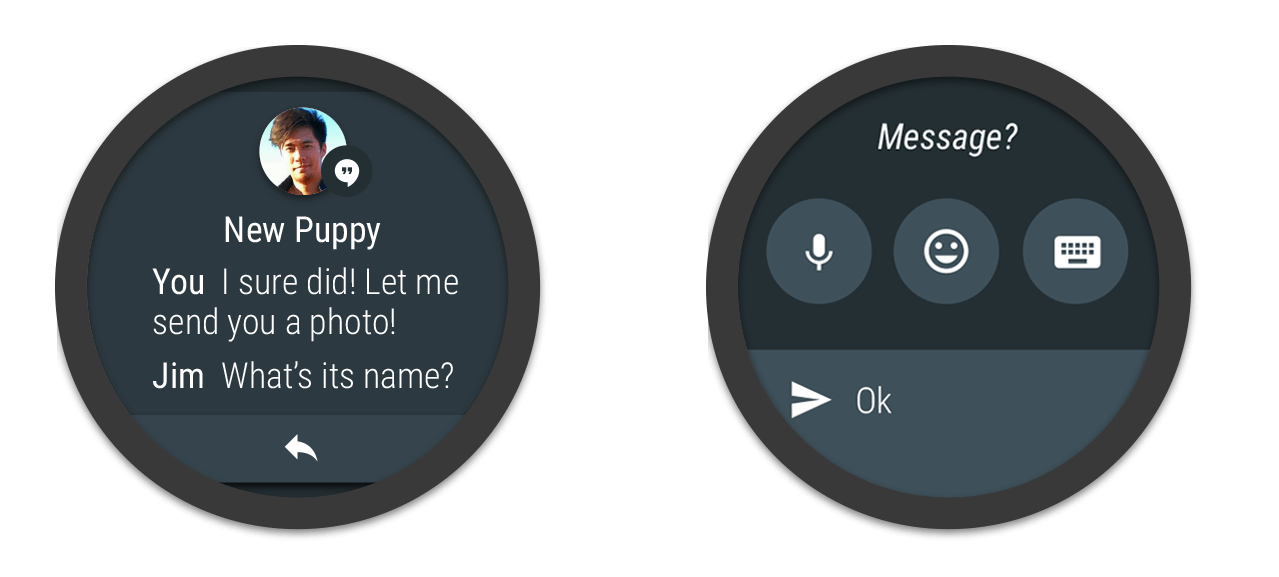 New Puppy
You I sure did! Let me
send you a photo!
Jim What's its name?
Message?
Ok